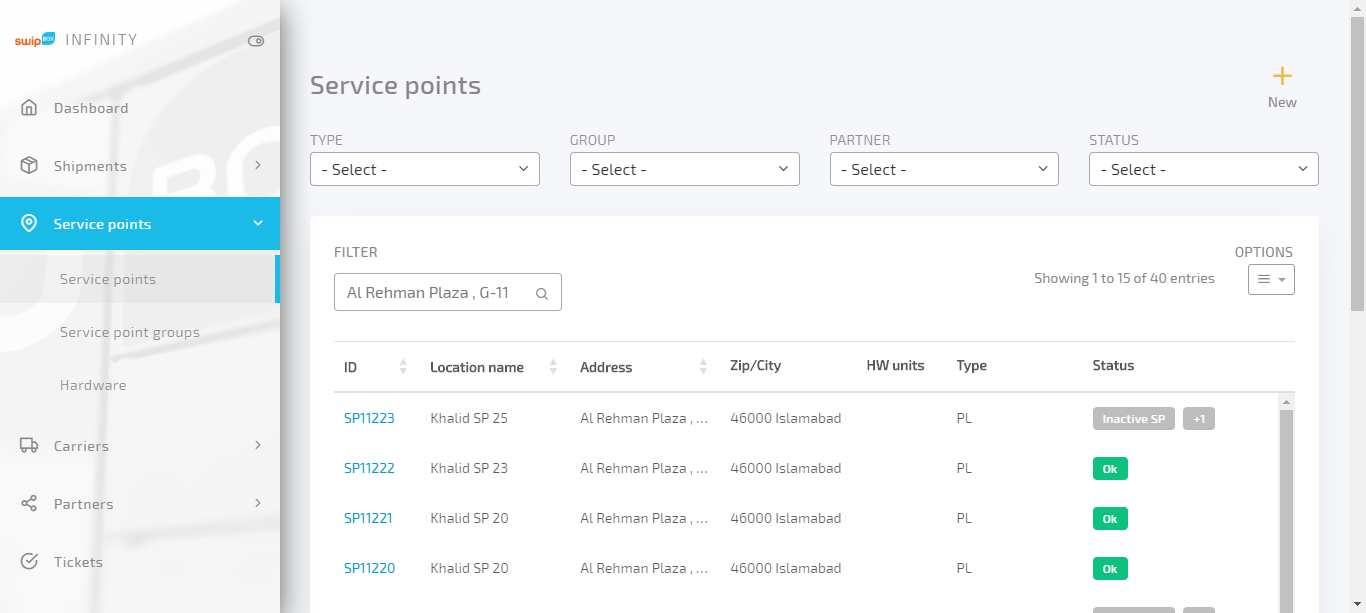 swip BOX INFINITY
Dashboard
Shipments
Service points
Service points
Service point groups
Hardware
Carriers
Partners
Tickets
Service points
New
TYPE GROUP PARTNER STATUS
- Select - - Select - - Select - - Select -
FILTER OPTIONS
Al Rehman Plaza , G-11 Showing 1 to 15 of 40 entries
ID Location name Address Zip/City HW units Type Status
SP11223 Khalid SP 25 Al Rehman Plaza , ... 46000 Islamabad PL Inactive SP +1
SP11222 Khalid SP 23 Al Rehman Plaza , ... 46000 Islamabad PL Ok
SP11221 Khalid SP 20 Al Rehman Plaza , ... 46000 Islamabad PL Ok
SP11220 Khalid SP 20 Al Rehman Plaza , ... 46000 Islamabad PL Ok